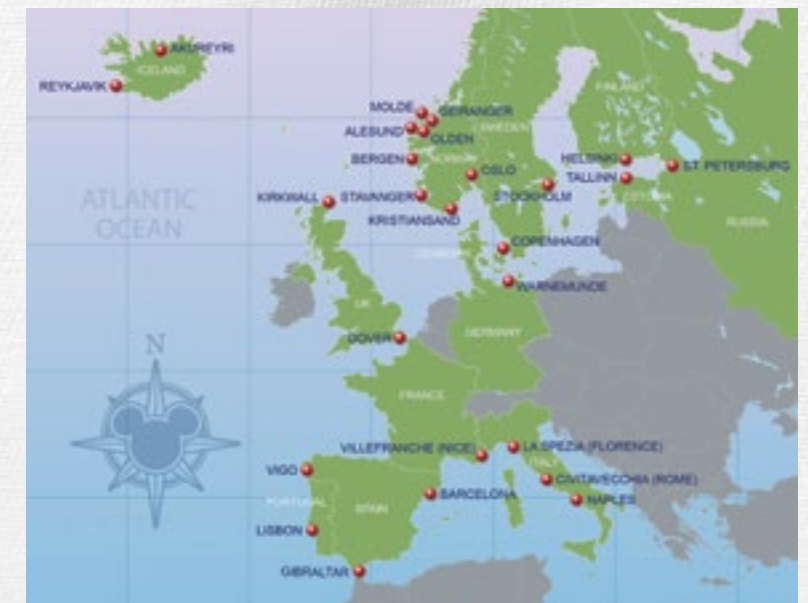 AKUREYRI
ICELAND
REYKJAVIK
MOLDE
GEIRANGER
ALESUND
OLDEN
SWEDEN
FINLAND
NORWAY
BERGEN
HELSINKI
ST. PETERSBURG
OSLO
TALLINN
ESTONIA
KIRKWALL
STAVANGER
STOCKHOLM
ATLANTIC
OCEAN
KRISTIANSAND
RUSSIA
COPENHAGEN
DENMARK
WARNEMUNDE
UK
DOVER
GERMANY
N
FRANCE
VILLEFRANCHE (NICE)
LA SPEZIA (FLORENCE)
ITALY
VIGO
CIVITAVECCHIA (ROME)
BARCELONA
NAPLES
PORTUGAL
SPAIN
LISBON
GIBRALTAR